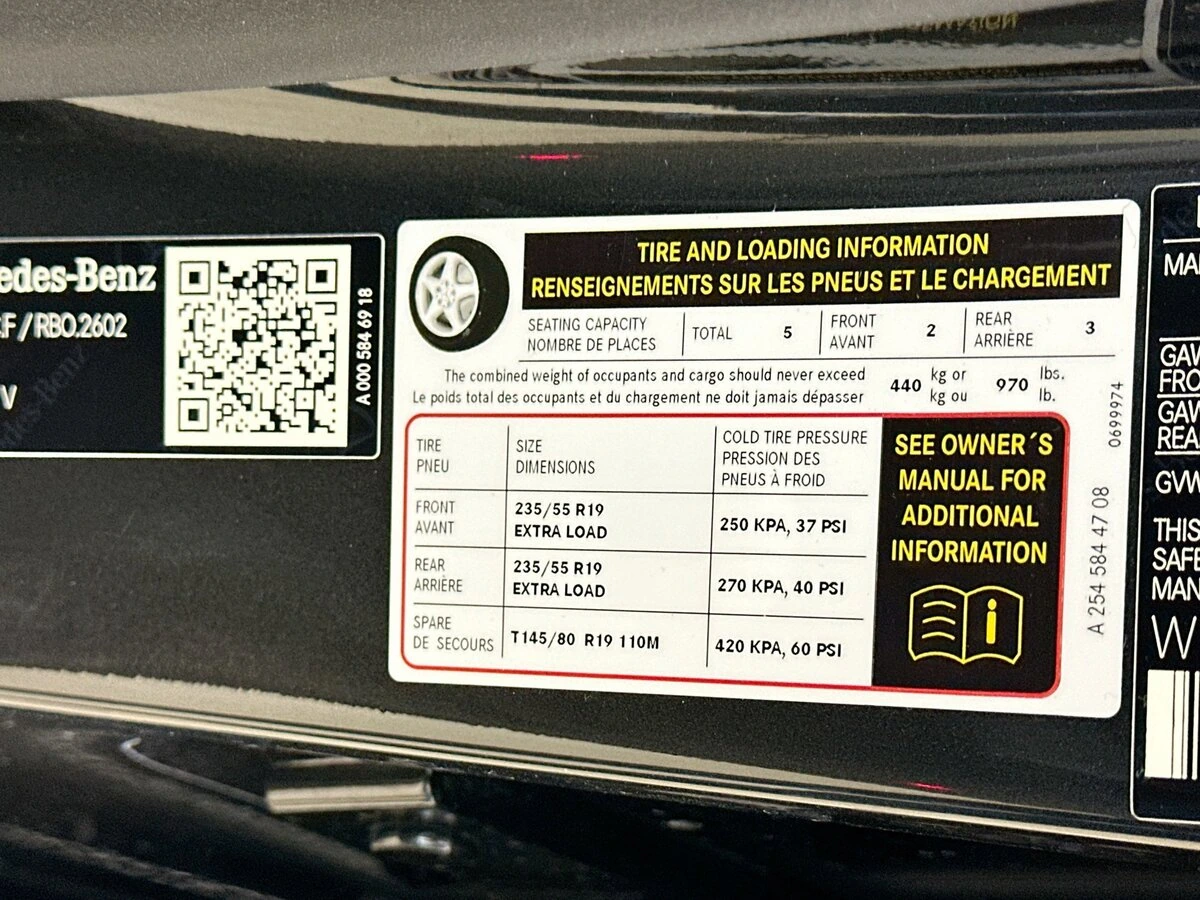 edes-Benz
F / RBO.2602
V
A 000 584 69 18
TIRE AND LOADING INFORMATION
RENSEIGNEMENTS SUR LES PNEUS ET LE CHARGEMENT
SEATING CAPACITY
NOMBRE DE PLACES
TOTAL 5
FRONT
AVANT
2
REAR
ARRIÈRE
3
The combined weight of occupants and cargo should never exceed
Le poids total des occupants et du chargement ne doit jamais dépasser
440 kg or 970 lbs.
kg ou lb.
TIRE
PNEU
SIZE
DIMENSIONS
COLD TIRE PRESSURE
PRESSION DES
PNEUS À FROID
FRONT
AVANT
235/55 R19
EXTRA LOAD
250 KPA, 37 PSI
REAR
ARRIÈRE
235/55 R19
EXTRA LOAD
270 KPA, 40 PSI
SPARE
DE SECOURS
T145/80 R19 110M
420 KPA, 60 PSI
SEE OWNER´S
MANUAL FOR
ADDITIONAL
INFORMATION
i
0699974
A 254 584 47 08
MA
GAW
FRO
GAW
REA
GVW
THIS
SAFE
MAN
W